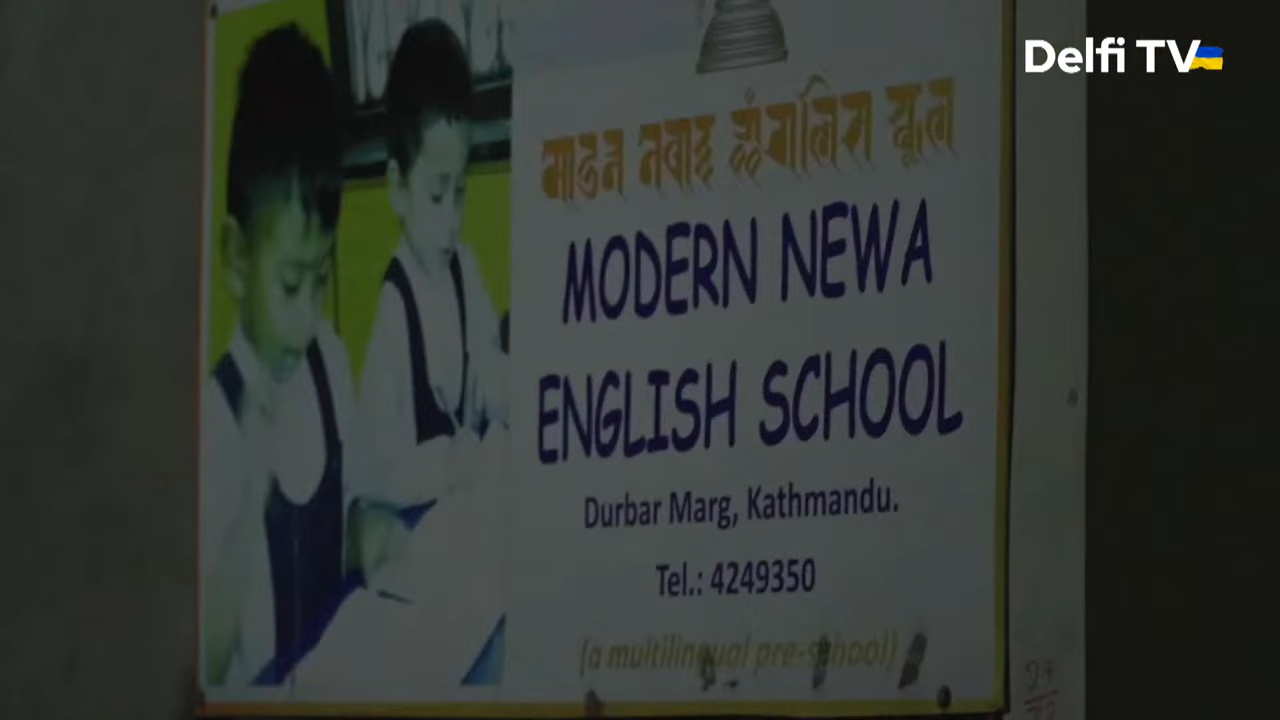 Delfi TV
MODERN NEWA
ENGLISH SCHOOL
Durbar Marg, Kathmandu.
Tel.: 4249350
(a multilingual pre-school)